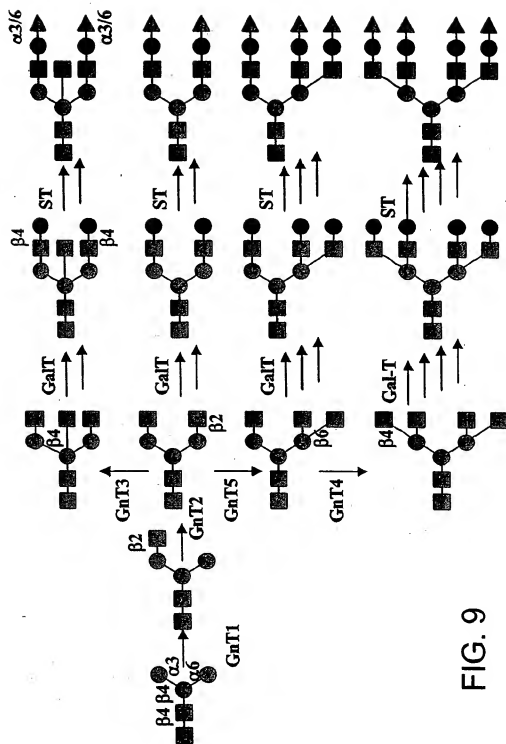 α3/6
α3/6
ST
ST
ST
ST
β4
β4
GalT
GalT
GalT
Gal-T
β4
β2
β6
β4
GnT3
GnT2
GnT5
GnT4
β2
GnT1
β4 β4
α3
α6
FIG. 9